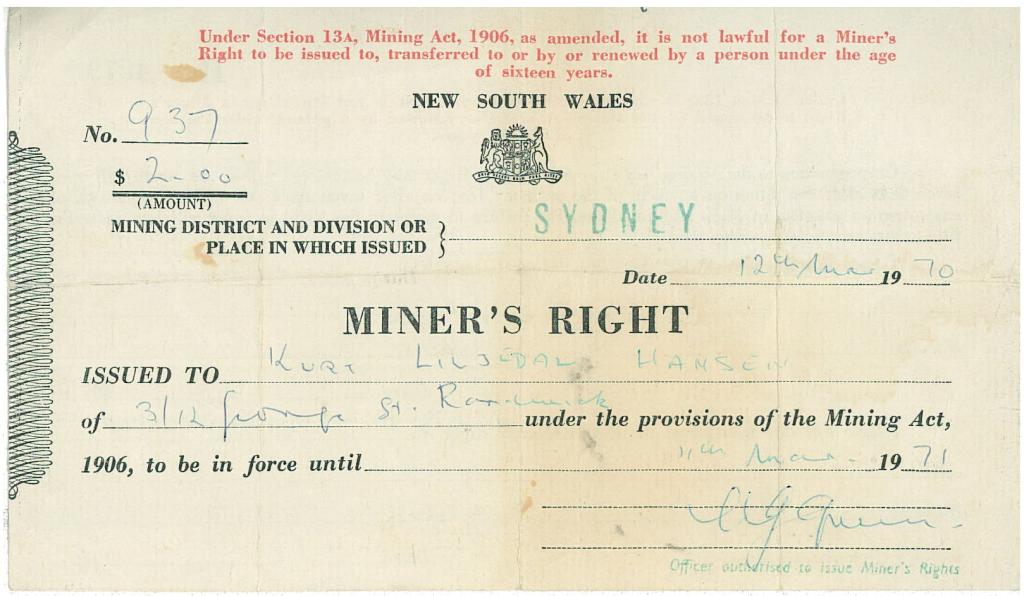 Under Section 13A, Mining Act, 1906, as amended, it is not lawful for a Miner's
Right to be issued to, transferred to or by or renewed by a person under the age
of sixteen years.
NEW SOUTH WALES
No. 937
$ 2-00
(AMOUNT)
MINING DISTRICT AND DIVISION OR
PLACE IN WHICH ISSUED } SYDNEY
Date 12th Mar 1970
MINER'S RIGHT
ISSUED TO KURT LILJEDAL HANSEN
of 3/12 George St. Randwick under the provisions of the Mining Act,
1906, to be in force until 11th Mar. 1971
Officer authorised to issue Miner's Rights